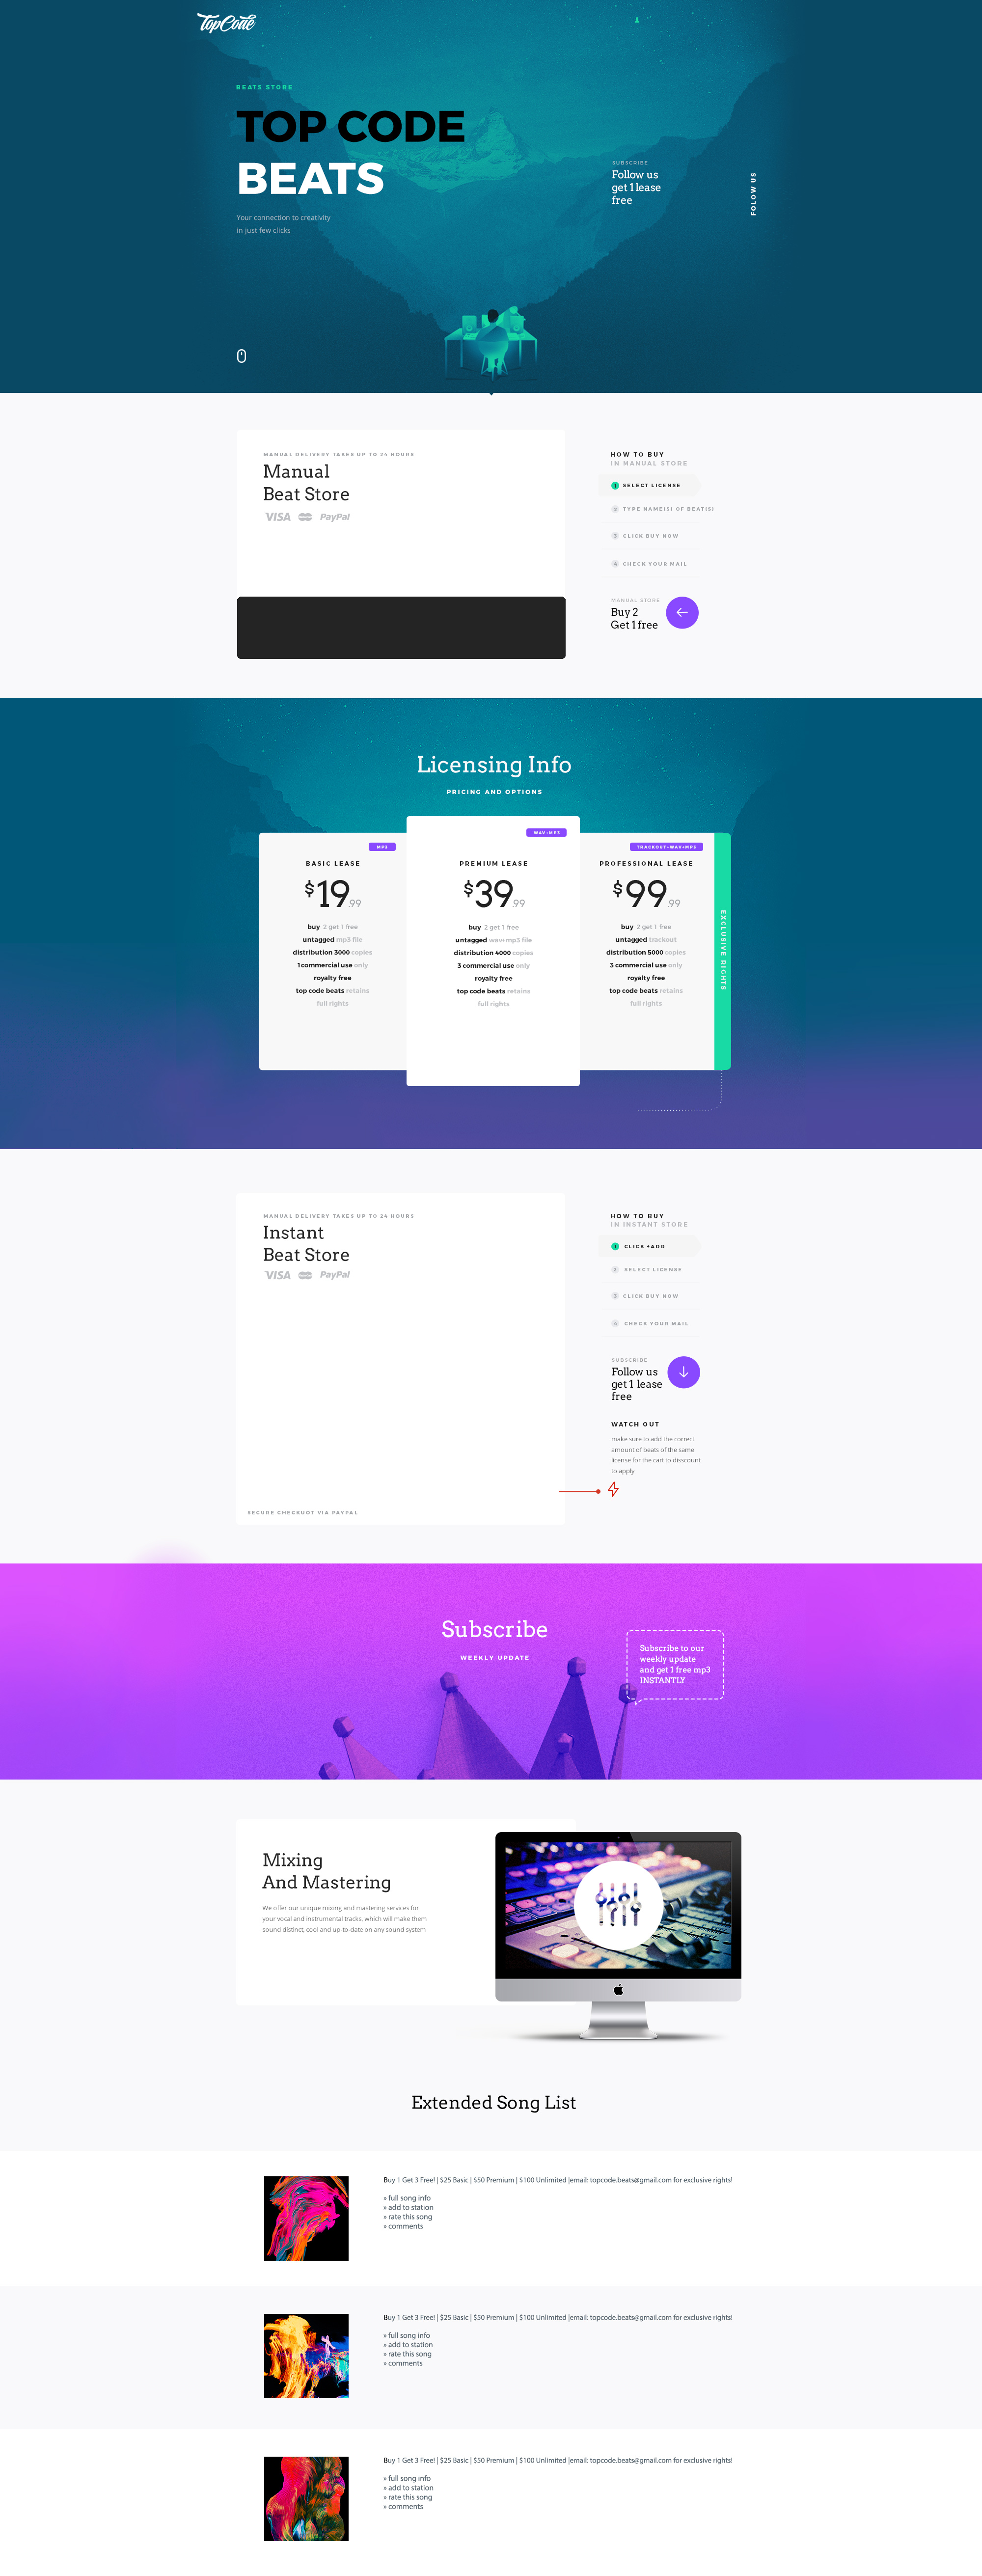 TopCode
BEATS STORE
TOP CODE
BEATS
Your connection to creativity
in just few clicks
SUBSCRIBE
Follow us
get 1 lease
free
FOLOW US
MANUAL DELIVERY TAKES UP TO 24 HOURS
Manual
Beat Store
VISA PayPal
HOW TO BUY
IN MANUAL STORE
1 SELECT LICENSE
2 TYPE NAME(S) OF BEAT(S)
3 CLICK BUY NOW
4 CHECK YOUR MAIL
MANUAL STORE
Buy 2
Get 1 free
Licensing Info
PRICING AND OPTIONS
MP3
BASIC LEASE
$19.99
buy 2 get 1 free
untagged mp3 file
distribution 3000 copies
1 commercial use only
royalty free
top code beats retains
full rights
WAV+MP3
PREMIUM LEASE
$39.99
buy 2 get 1 free
untagged wav+mp3 file
distribution 4000 copies
3 commercial use only
royalty free
top code beats retains
full rights
TRACKOUT+WAV+MP3
PROFESSIONAL LEASE
$99.99
buy 2 get 1 free
untagged trackout
distribution 5000 copies
3 commercial use only
royalty free
top code beats retains
full rights
EXCLUSIVE RIGHTS
MANUAL DELIVERY TAKES UP TO 24 HOURS
Instant
Beat Store
VISA PayPal
SECURE CHECKUOT VIA PAYPAL
HOW TO BUY
IN INSTANT STORE
1 CLICK +ADD
2 SELECT LICENSE
3 CLICK BUY NOW
4 CHECK YOUR MAIL
SUBSCRIBE
Follow us
get 1 lease
free
WATCH OUT
make sure to add the correct
amount of beats of the same
license for the cart to disscount
to apply
Subscribe
WEEKLY UPDATE
Subscribe to our
weekly update
and get 1 free mp3
INSTANTLY
Mixing
And Mastering
We offer our unique mixing and mastering services for
your vocal and instrumental tracks, which will make them
sound distinct, cool and up-to-date on any sound system
Extended Song List
Buy 1 Get 3 Free! | $25 Basic | $50 Premium | $100 Unlimited |email: topcode.beats@gmail.com for exclusive rights!
» full song info
» add to station
» rate this song
» comments
Buy 1 Get 3 Free! | $25 Basic | $50 Premium | $100 Unlimited |email: topcode.beats@gmail.com for exclusive rights!
» full song info
» add to station
» rate this song
» comments
Buy 1 Get 3 Free! | $25 Basic | $50 Premium | $100 Unlimited |email: topcode.beats@gmail.com for exclusive rights!
» full song info
» add to station
» rate this song
» comments